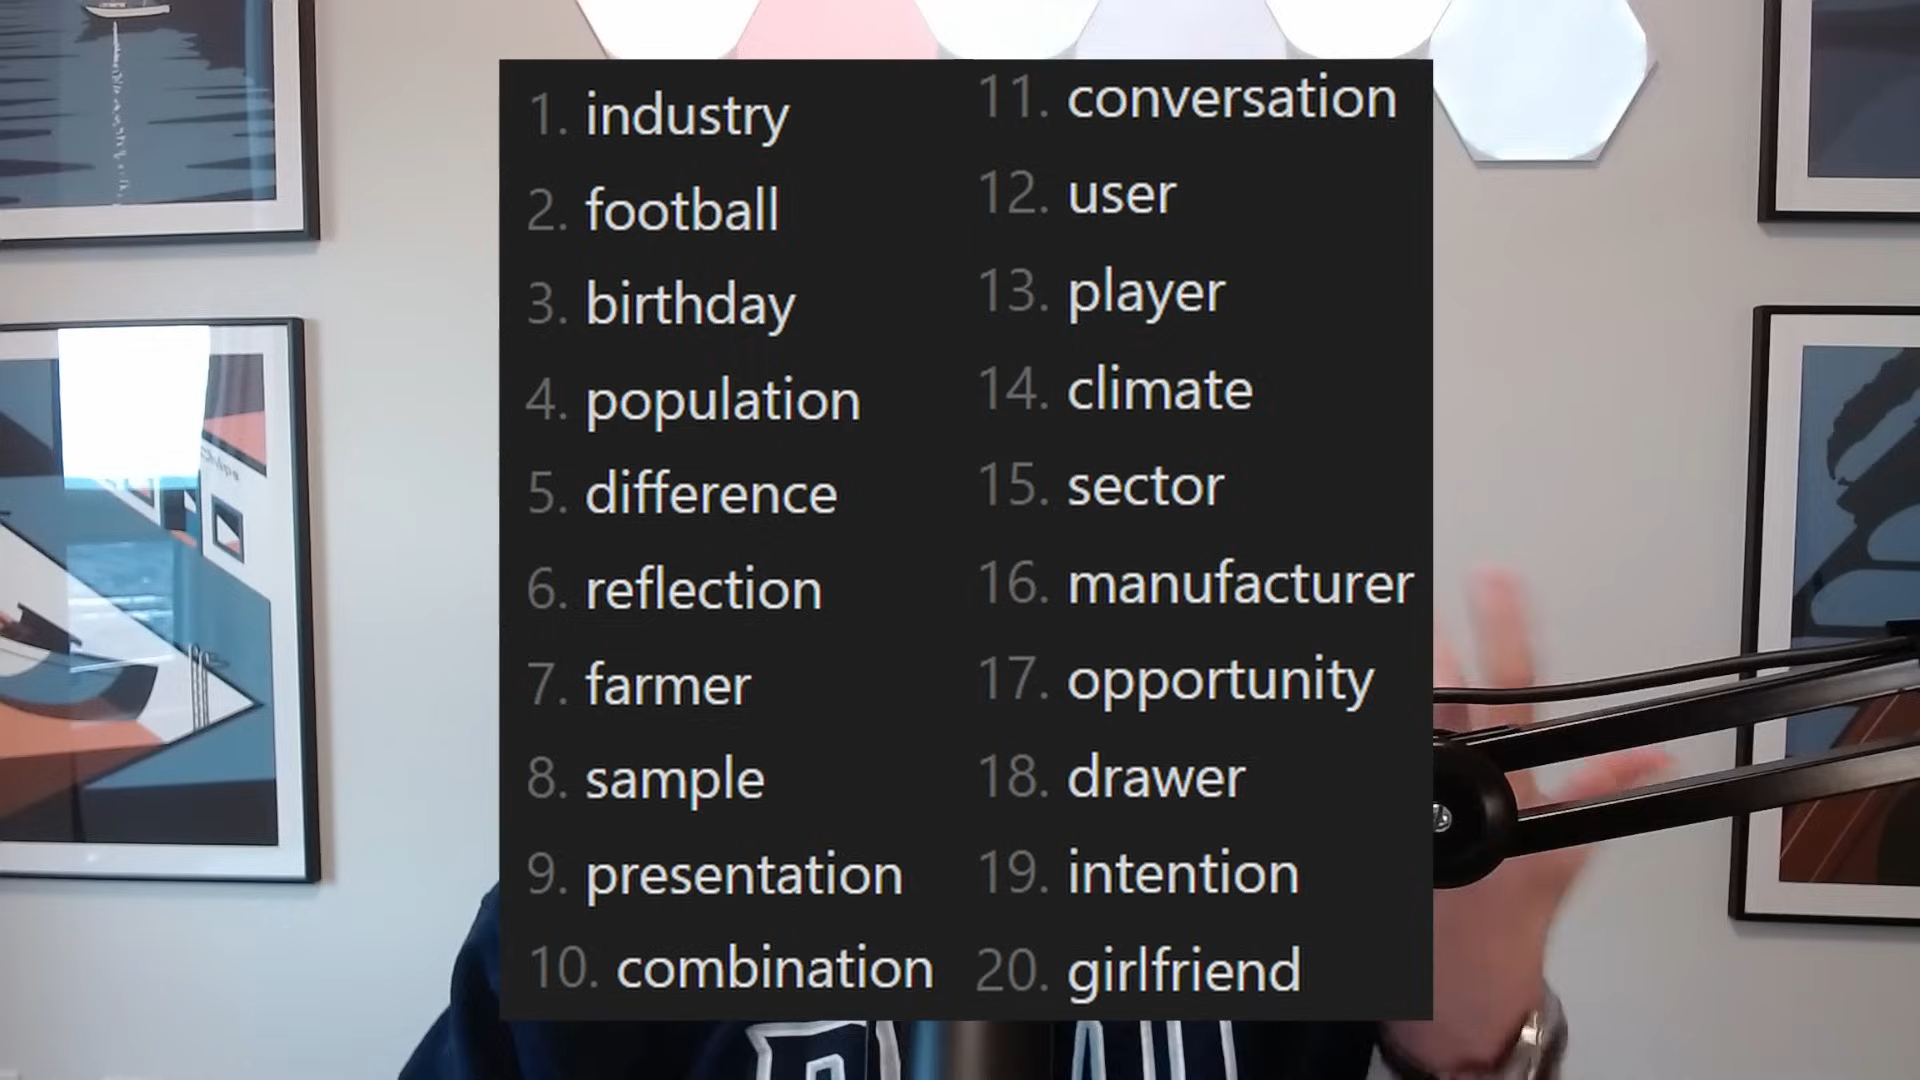 1. industry
2. football
3. birthday
4. population
5. difference
6. reflection
7. farmer
8. sample
9. presentation
10. combination
11. conversation
12. user
13. player
14. climate
15. sector
16. manufacturer
17. opportunity
18. drawer
19. intention
20. girlfriend